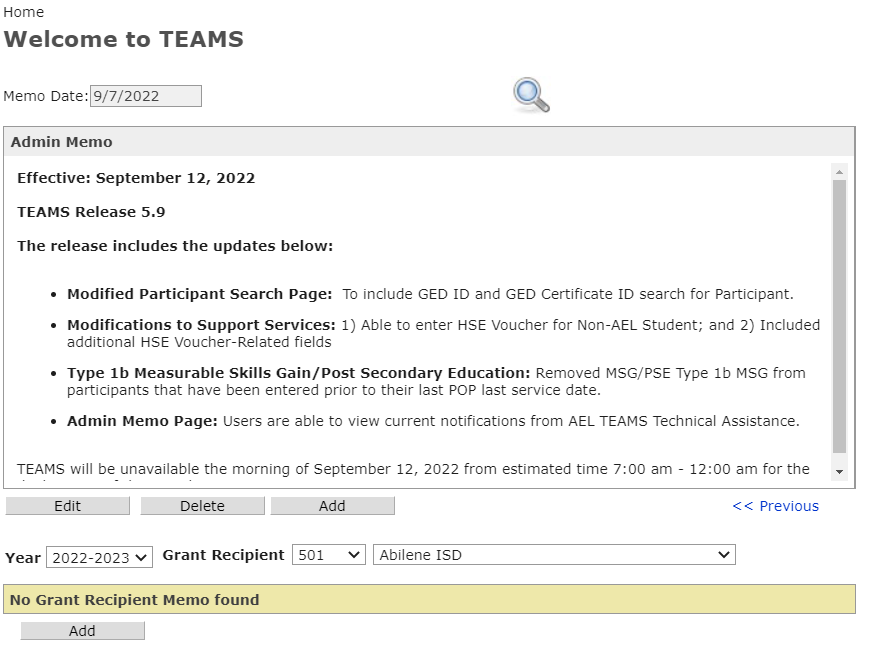 Home
Welcome to TEAMS
Memo Date: 9/7/2022
Admin Memo
Effective: September 12, 2022
TEAMS Release 5.9
The release includes the updates below:
• Modified Participant Search Page:  To include GED ID and GED Certificate ID search for Participant.
• Modifications to Support Services: 1) Able to enter HSE Voucher for Non-AEL Student; and 2) Included
additional HSE Voucher-Related fields
• Type 1b Measurable Skills Gain/Post Secondary Education: Removed MSG/PSE Type 1b MSG from
participants that have been entered prior to their last POP last service date.
• Admin Memo Page: Users are able to view current notifications from AEL TEAMS Technical Assistance.
TEAMS will be unavailable the morning of September 12, 2022 from estimated time 7:00 am - 12:00 am for the
Edit Delete Add << Previous
Year 2022-2023 Grant Recipient 501 Abilene ISD
No Grant Recipient Memo found
Add